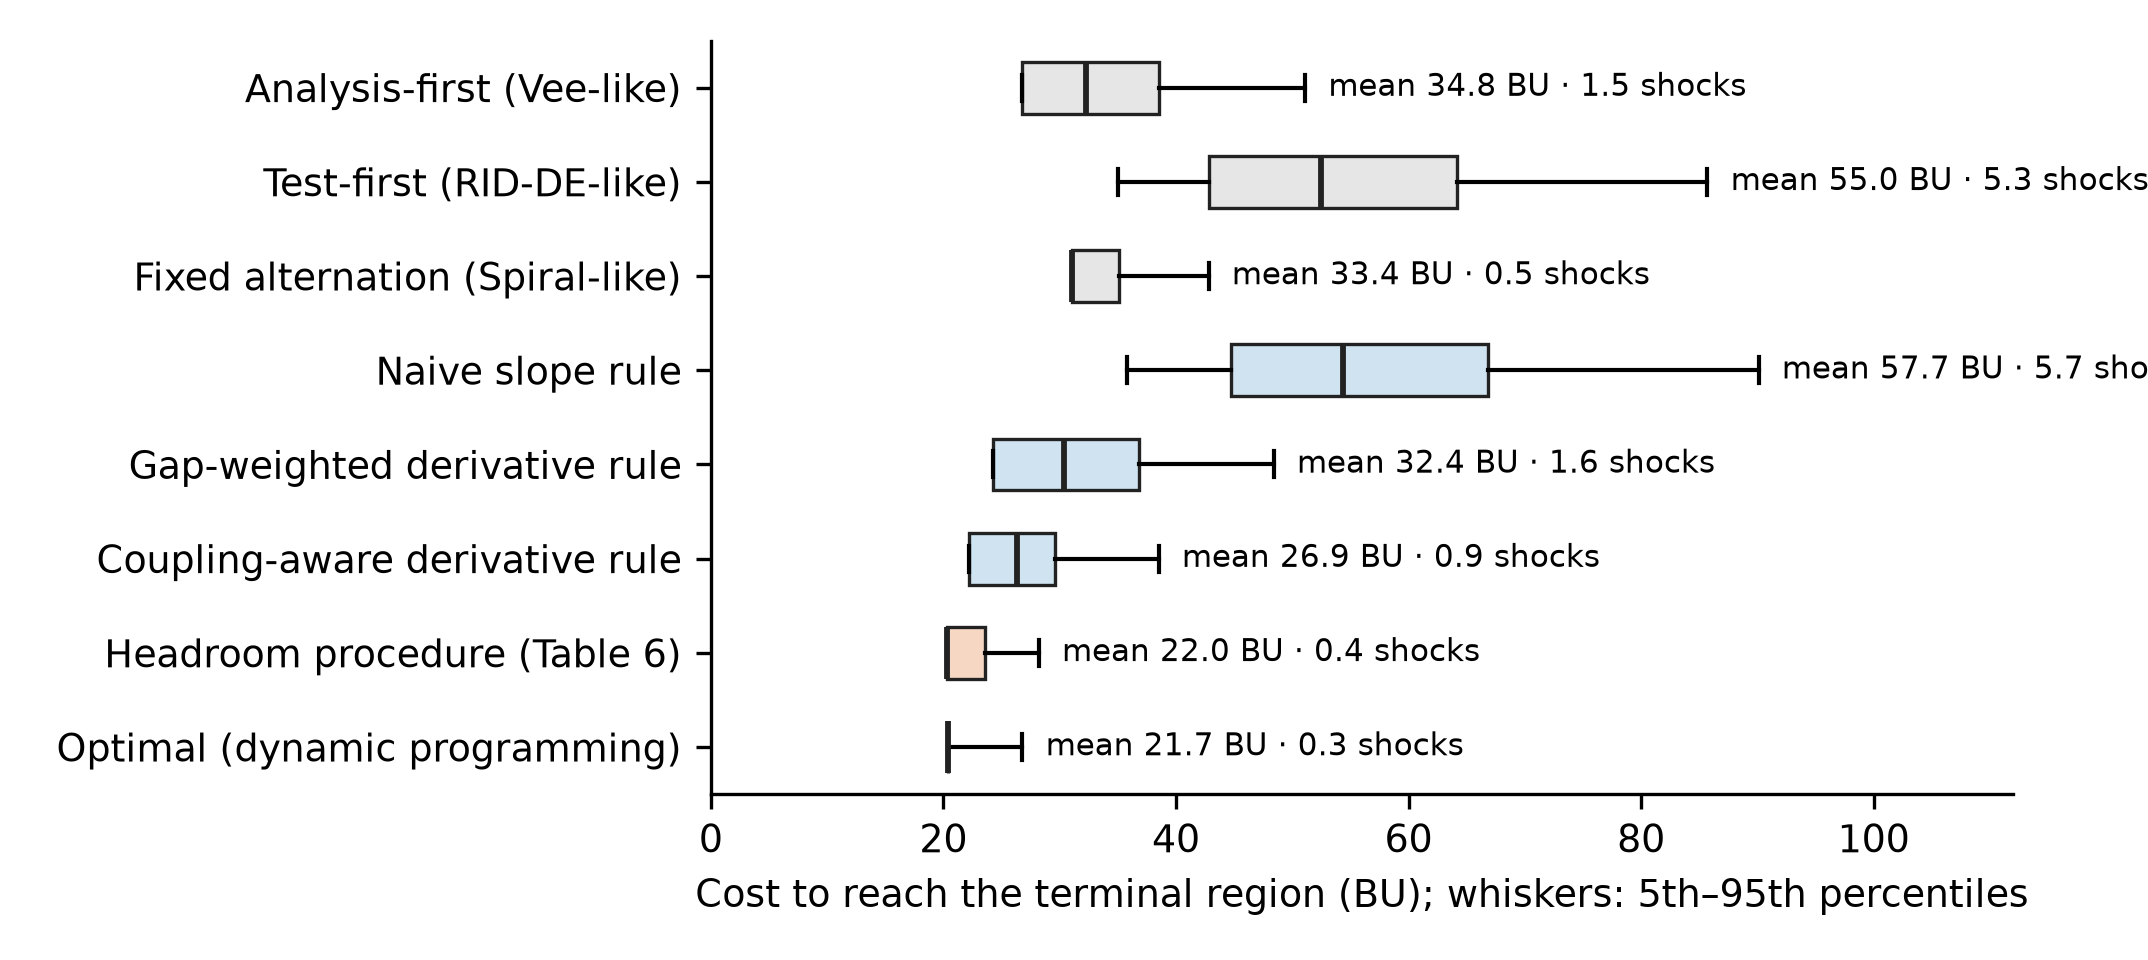 Analysis-first (Vee-like)
mean 34.8 BU · 1.5 shocks
Test-first (RID-DE-like)
mean 55.0 BU · 5.3 shocks
Fixed alternation (Spiral-like)
mean 33.4 BU · 0.5 shocks
Naive slope rule
mean 57.7 BU · 5.7 sho
Gap-weighted derivative rule
mean 32.4 BU · 1.6 shocks
Coupling-aware derivative rule
mean 26.9 BU · 0.9 shocks
Headroom procedure (Table 6)
mean 22.0 BU · 0.4 shocks
Optimal (dynamic programming)
mean 21.7 BU · 0.3 shocks
0 20 40 60 80 100
Cost to reach the terminal region (BU); whiskers: 5th–95th percentiles